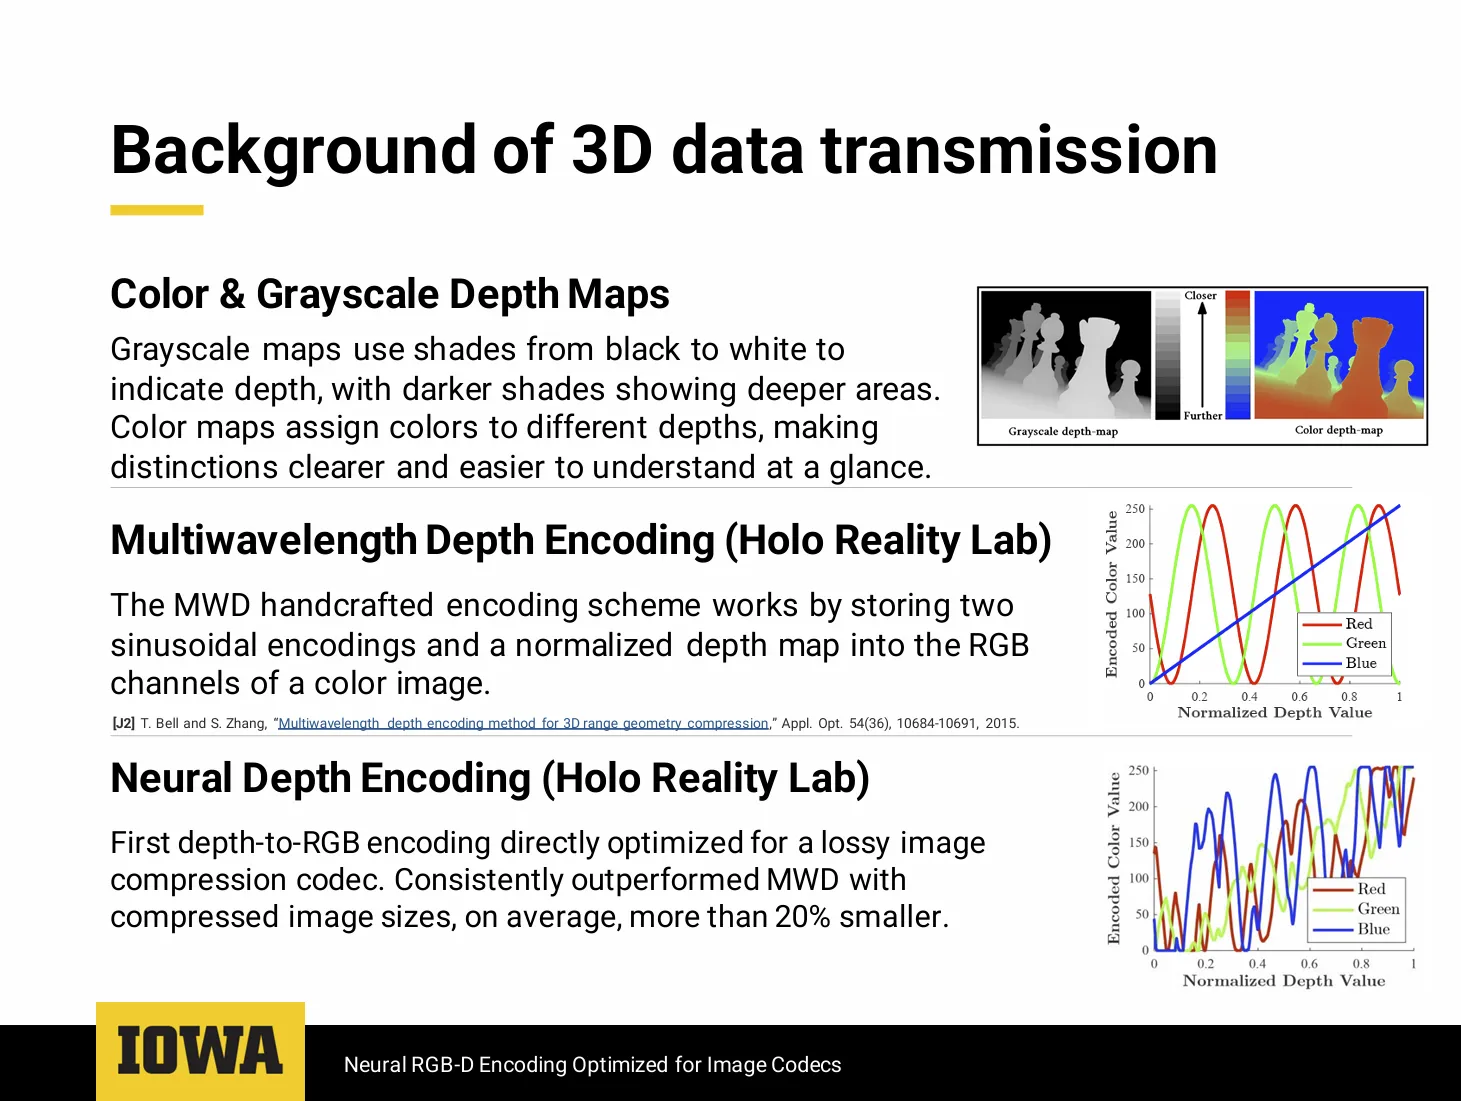 Background of 3D data transmission
Color & Grayscale Depth Maps
Grayscale maps use shades from black to white to
indicate depth, with darker shades showing deeper areas.
Color maps assign colors to different depths, making
distinctions clearer and easier to understand at a glance.
Closer
Further
Grayscale depth-map
Color depth-map
Multiwavelength Depth Encoding (Holo Reality Lab)
The MWD handcrafted encoding scheme works by storing two
sinusoidal encodings and a normalized depth map into the RGB
channels of a color image.
[J2] T. Bell and S. Zhang, “Multiwavelength depth encoding method for 3D range geometry compression,” Appl. Opt. 54(36), 10684-10691, 2015.
Encoded Color Value
250
200
150
100
50
0
Red
Green
Blue
0 0.2 0.4 0.6 0.8 1
Normalized Depth Value
Neural Depth Encoding (Holo Reality Lab)
First depth-to-RGB encoding directly optimized for a lossy image
compression codec. Consistently outperformed MWD with
compressed image sizes, on average, more than 20% smaller.
Encoded Color Value
250
200
150
100
50
0
Red
Green
Blue
0 0.2 0.4 0.6 0.8 1
Normalized Depth Value
IOWA
Neural RGB-D Encoding Optimized for Image Codecs